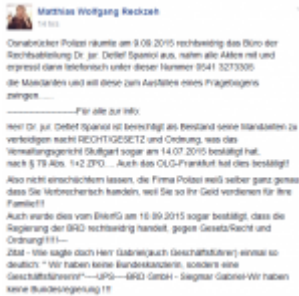 Matthias Wolfgang Reckzeh
14 Std.
Osnabrücker Polizei räumte am 9.09.2015 rechtswidrig das Büro der
Rechtsabteilung Dr. jur. Detlef Spaniol aus, nahm alle Akten mit und
erpresst dann telefonisch unter dieser Nummer 0541 3273305
die Mandanten und will diese zum Ausfüllen eines Fragebogens
zwingen......
----------------------Für alle zur Info:
Herr Dr. jur. Detlef Spaniol ist berechtigt als Beistand seine Mandanten zu
verteidigen nach! RECHT/GESETZ und Ordnung, was das
Verwaltungsgericht Stuttgart sogar am 14.07.2015 bestätigt hat,
nach § 79 Abs. 1+2 ZPO.... Auch das OLG-Frankfurt hat dies bestätigt!!
Also nicht einschüchtern lassen, die Firma Polizei weiß selber ganz genau
dass Sie Verbrecherisch handeln, weil Sie so ihr Geld verdienen für Ihre
Familie!!!
Auch wurde dies vom BVerfG am 10.09.2015 sogar bestätigt, dass die
Regierung der BRD rechtswidrig handelt, gegen Gesetz/Recht und
Ordnung!!!!!---
Zitat - Wie sagte doch Herr Gabriel(auch Geschäftsführer) einmal so
deutlich: " Wir haben keine Bundeskanzlerin, sondern eine
Geschäftsführerin!"----UPS----BRD GmbH - Siegmar Gabriel-Wir haben
keine Bundesregierung !!!!